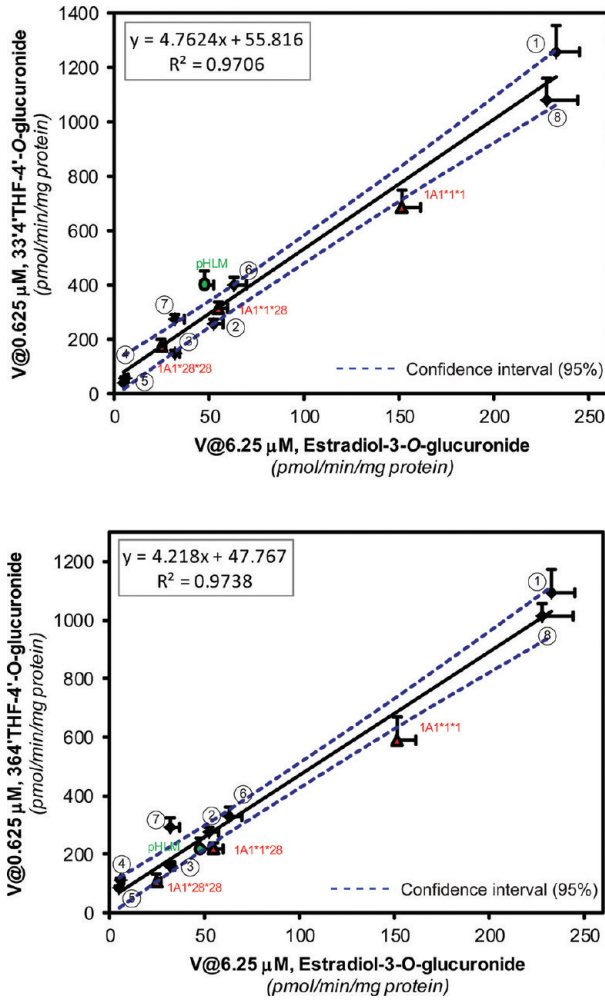 y = 4.7624x + 55.816
R² = 0.9706
V@0.625 µM, 33'4'THF-4'-O-glucuronide
(pmol/min/mg protein)
1400
1200
1000
800
600
400
200
0
1
8
1A1*1*1
pHLM
6
7
1A1*1*28
2
4
3
1A1*28*28
5
Confidence interval (95%)
0 50 100 150 200 250
V@6.25 µM, Estradiol-3-O-glucuronide
(pmol/min/mg protein)
y = 4.218x + 47.767
R² = 0.9738
V@0.625 µM, 364'THF-4'-O-glucuronide
(pmol/min/mg protein)
1200
1000
800
600
400
200
0
1
8
1A1*1*1
6
7
2
pHLM
1A1*1*28
4
3
1A1*28*28
5
Confidence interval (95%)
0 50 100 150 200 250
V@6.25 µM, Estradiol-3-O-glucuronide
(pmol/min/mg protein)